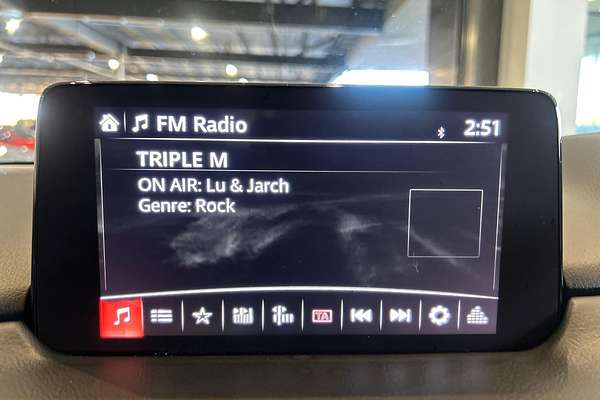 FM Radio
2:51
TRIPLE M
ON AIR: Lu & Jarch
Genre: Rock
TA